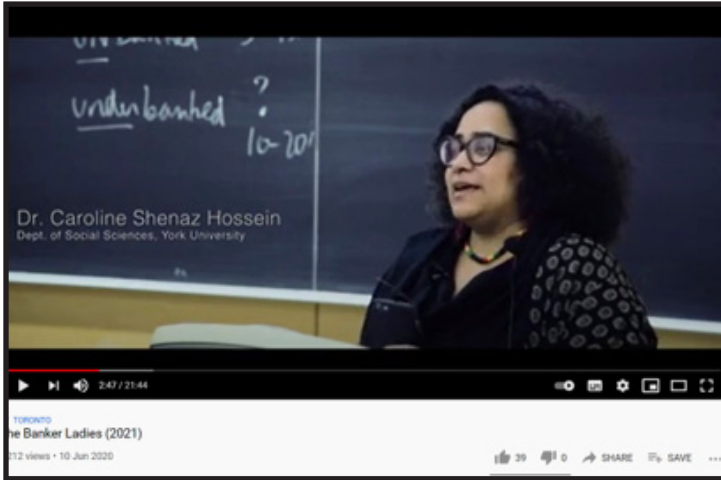 underbanked ?
10-20
Dr. Caroline Shenaz Hossein
Dept. of Social Sciences, York University
2:47 / 21:44
TORONTO
he Banker Ladies (2021)
212 views • 10 Jun 2020
39
0
SHARE
SAVE